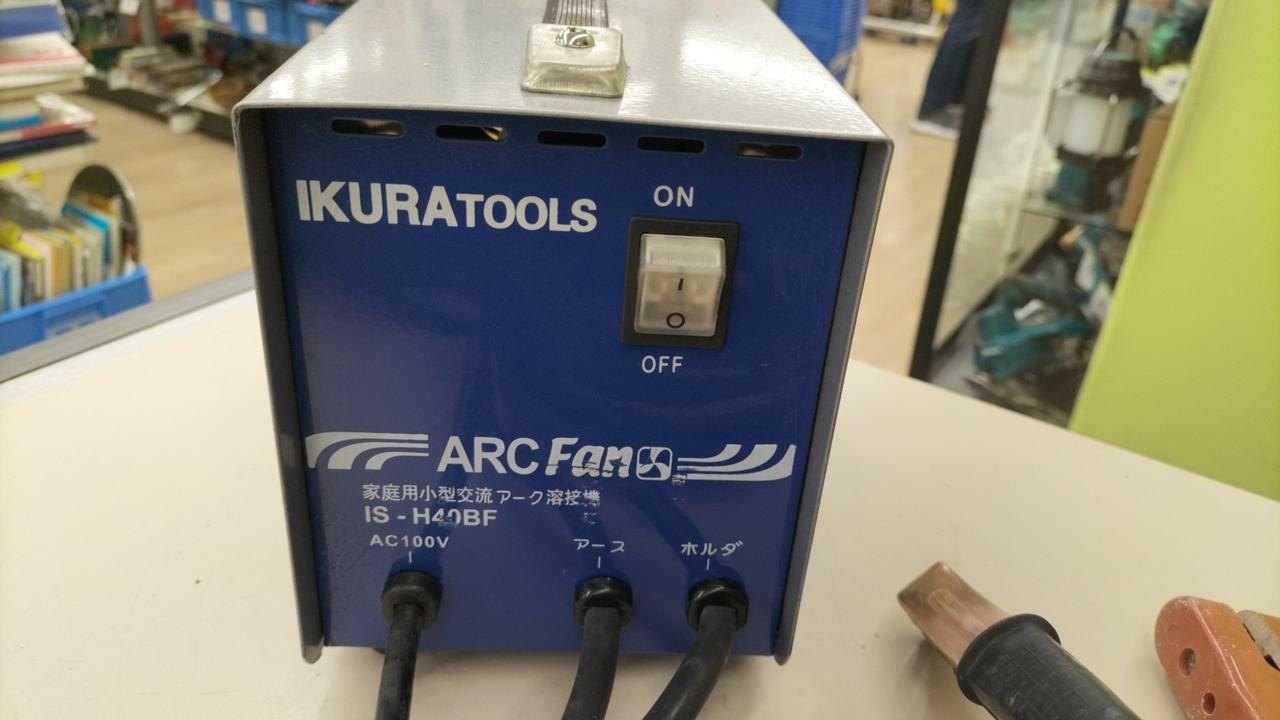 IKURATOOLS
ON
I
O
OFF
ARC Fan
家庭用小型交流アーク溶接機
IS - H40BF
AC100V
アース
ホルダ